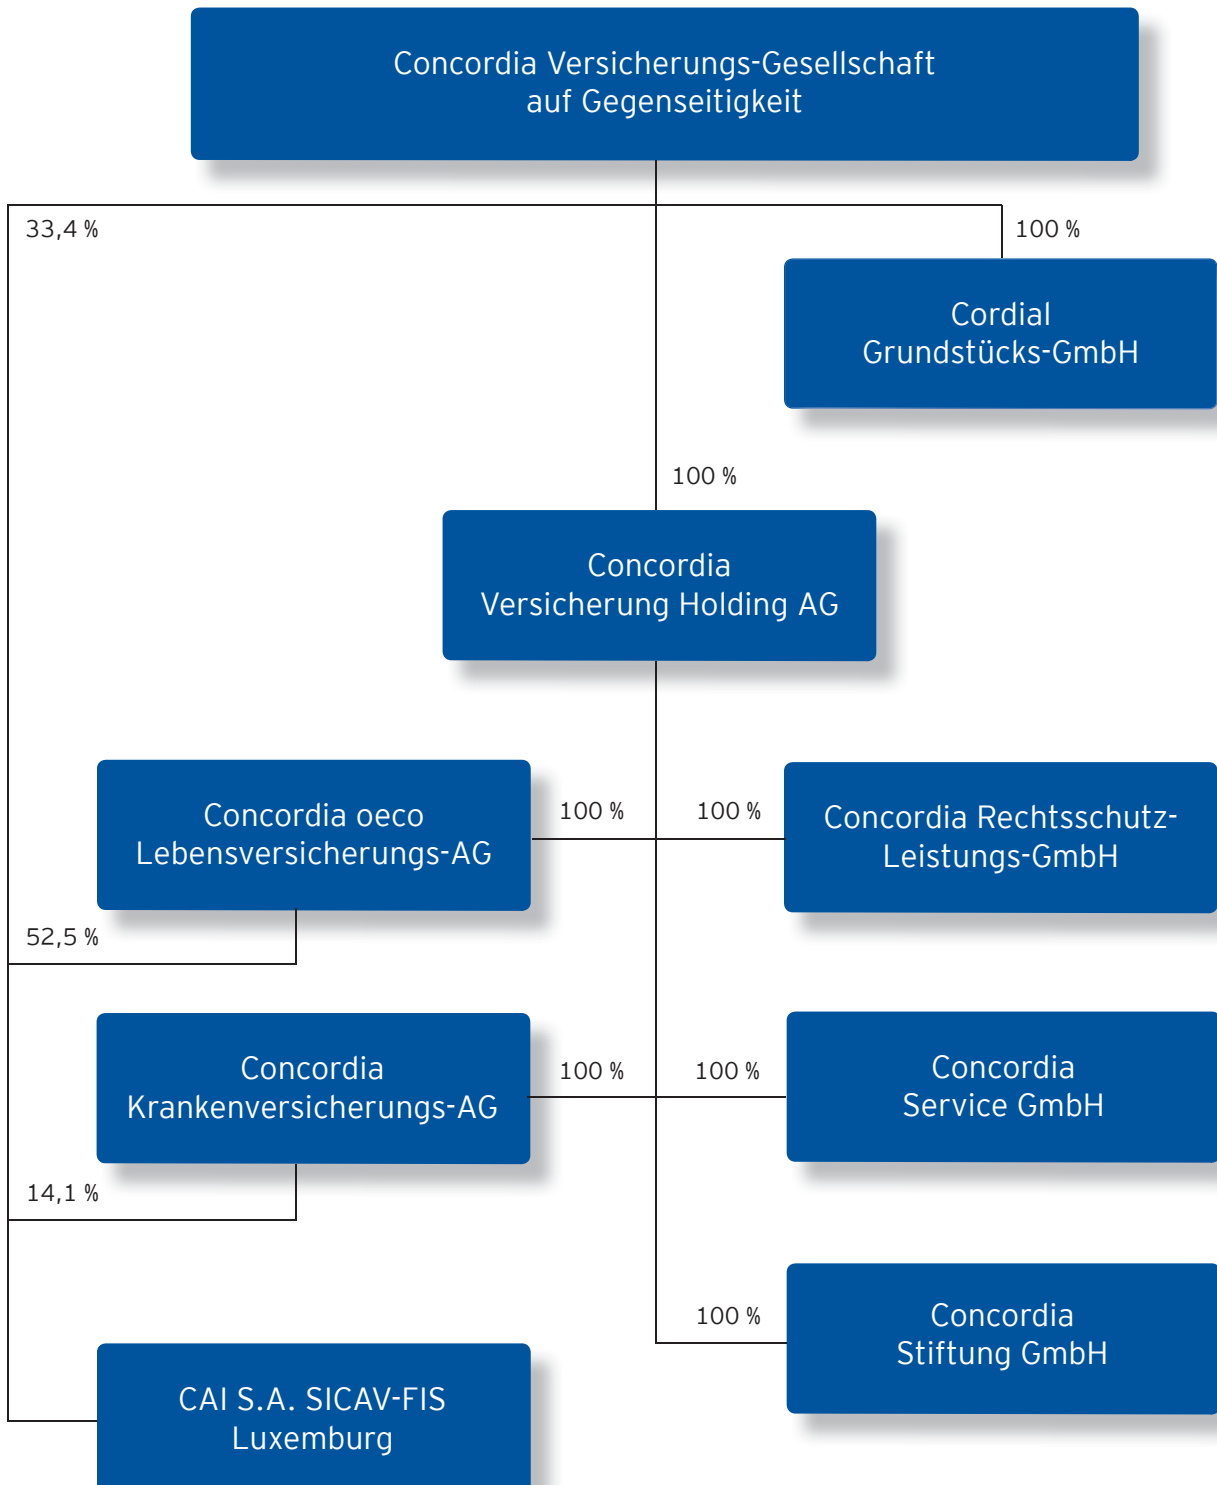 Concordia Versicherungs-Gesellschaft
auf Gegenseitigkeit
33,4 %
100 %
Cordial
Grundstücks-GmbH
100 %
Concordia
Versicherung Holding AG
Concordia oeco
Lebensversicherungs-AG
100 %
100 %
Concordia Rechtsschutz-
Leistungs-GmbH
52,5 %
Concordia
Krankenversicherungs-AG
100 %
100 %
Concordia
Service GmbH
14,1 %
100 %
Concordia
Stiftung GmbH
CAI S.A. SICAV-FIS
Luxemburg